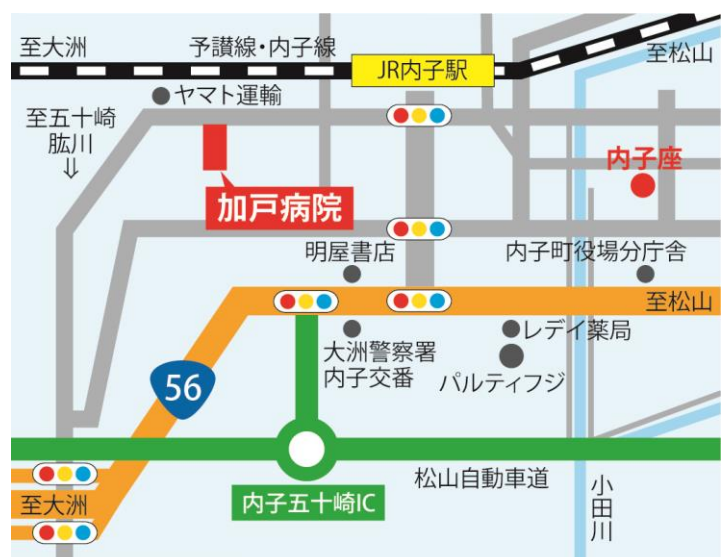 至大洲
予讃線・内子線
JR内子駅
至松山
ヤマト運輸
至五十崎
肱川
⇓
内子座
加戸病院
明屋書店
内子町役場分庁舎
至松山
レデイ薬局
大洲警察署
内子交番
パルティフジ
56
松山自動車道
小田川
至大洲
内子五十崎IC